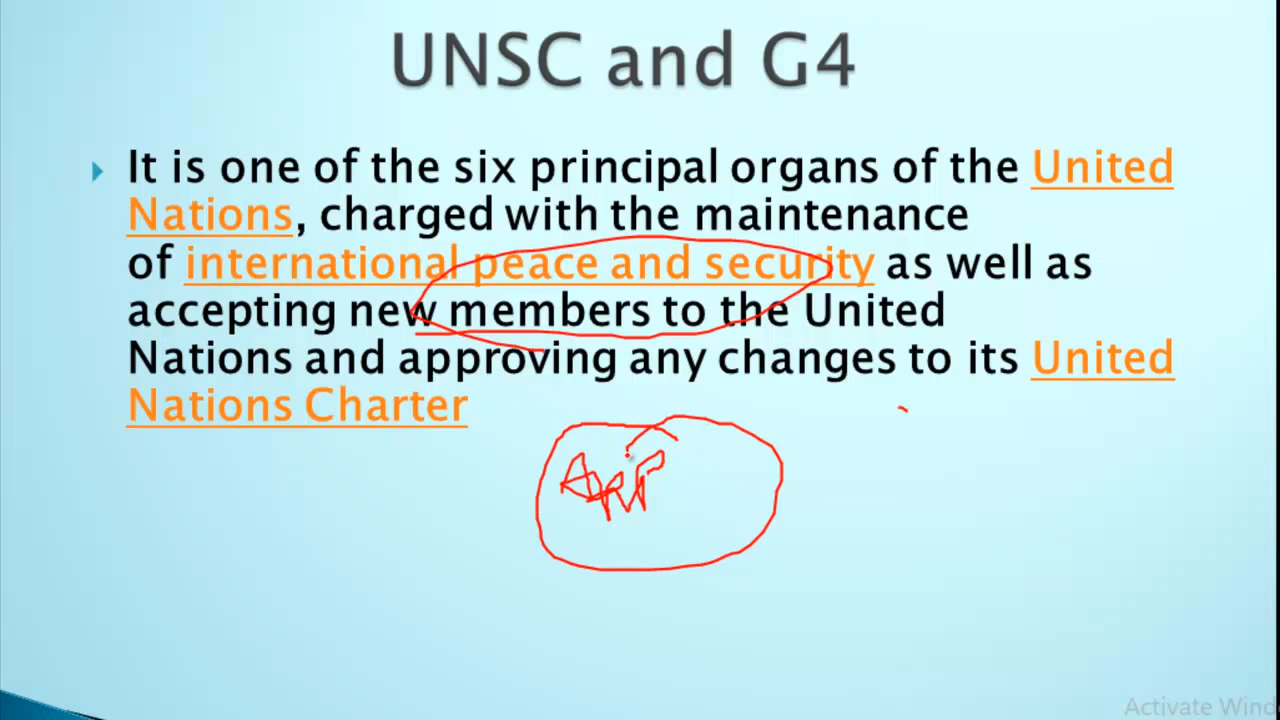 UNSC and G4
It is one of the six principal organs of the United
Nations, charged with the maintenance
of international peace and security as well as
accepting new members to the United
Nations and approving any changes to its United
Nations Charter
Activate Wind